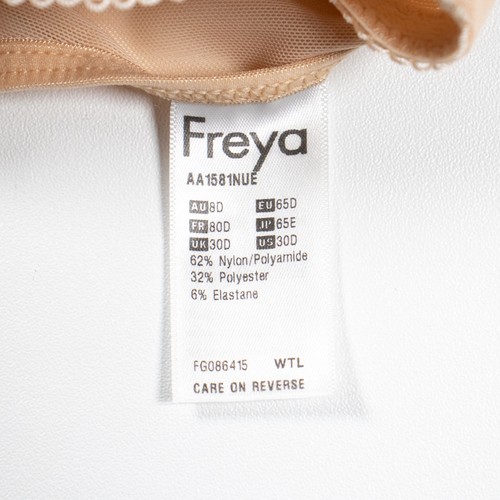 Freya
AA1581NUE
AU 8D EU 65D
FR 80D JP 65E
UK 30D US 30D
62% Nylon/Polyamide
32% Polyester
6% Elastane
FG086415 WTL
CARE ON REVERSE